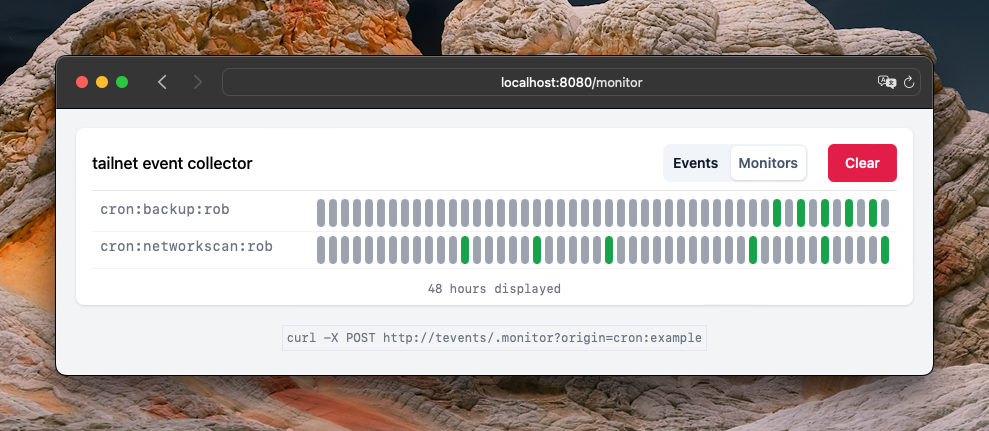 localhost:8080/monitor
tailnet event collector
Events
Monitors
Clear
cron:backup:rob
cron:networkscan:rob
48 hours displayed
curl -X POST http://tevents/.monitor?origin=cron:example